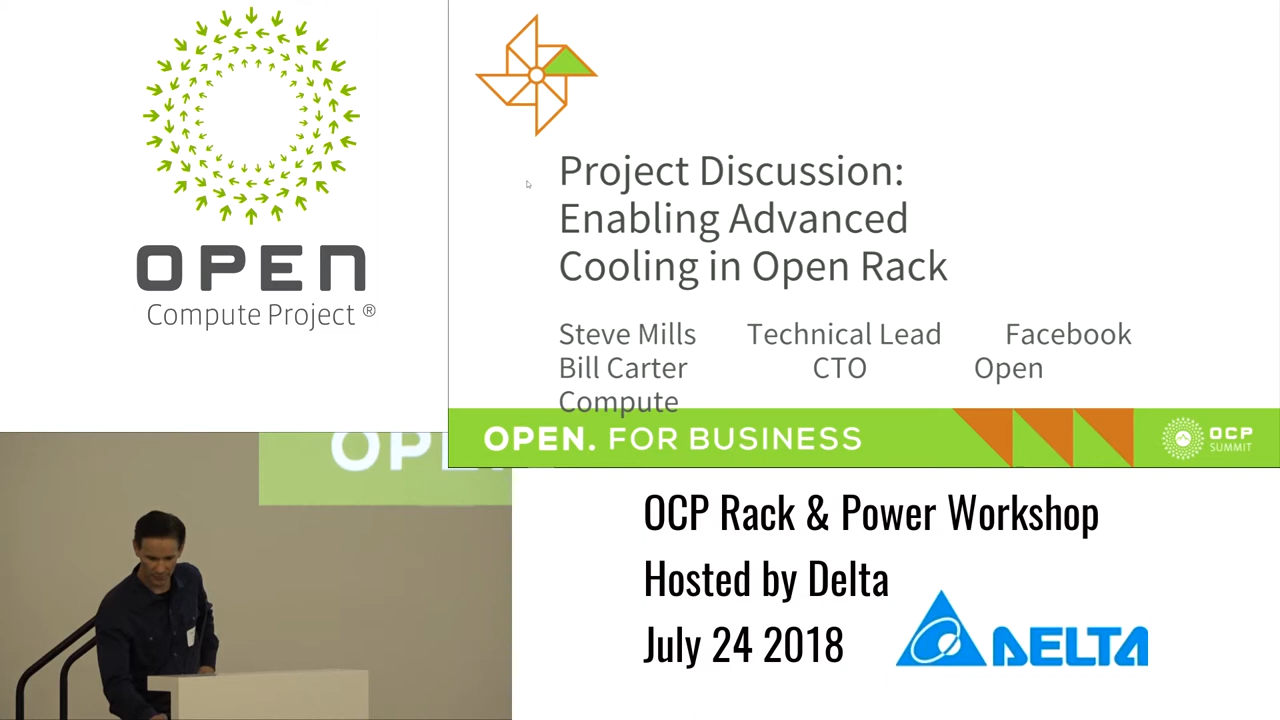 OPEN
Compute Project ®
Project Discussion:
Enabling Advanced
Cooling in Open Rack
Steve Mills Technical Lead Facebook
Bill Carter CTO Open
Compute
OPEN. FOR BUSINESS
OCP
SUMMIT
OPE
OCP Rack & Power Workshop
Hosted by Delta
July 24 2018
DELTA